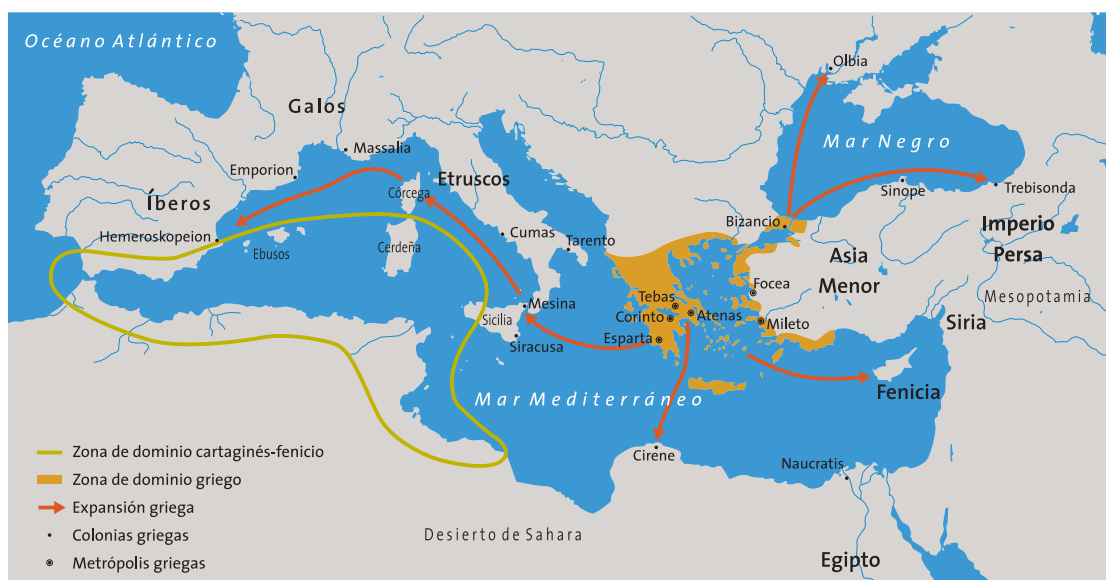 Océano Atlántico
Olbia
Galos
Mar Negro
Massalia
Emporion
Etruscos
Córcega
Sinope
Trebisonda
Íberos
Bizancio
Imperio
Persa
Hemeroskopeion
Cumas
Tarento
Ebusos
Cerdeña
Asia
Menor
Focea
Mesopotamia
Tebas
Mesina
Sicilia
Corinto
Atenas
Mileto
Siria
Esparta
Siracusa
Fenicia
Mar Mediterráneo
Cirene
Naucratis
Desierto de Sahara
Egipto
Zona de dominio cartaginés-fenicio
Zona de dominio griego
Expansión griega
Colonias griegas
Metrópolis griegas